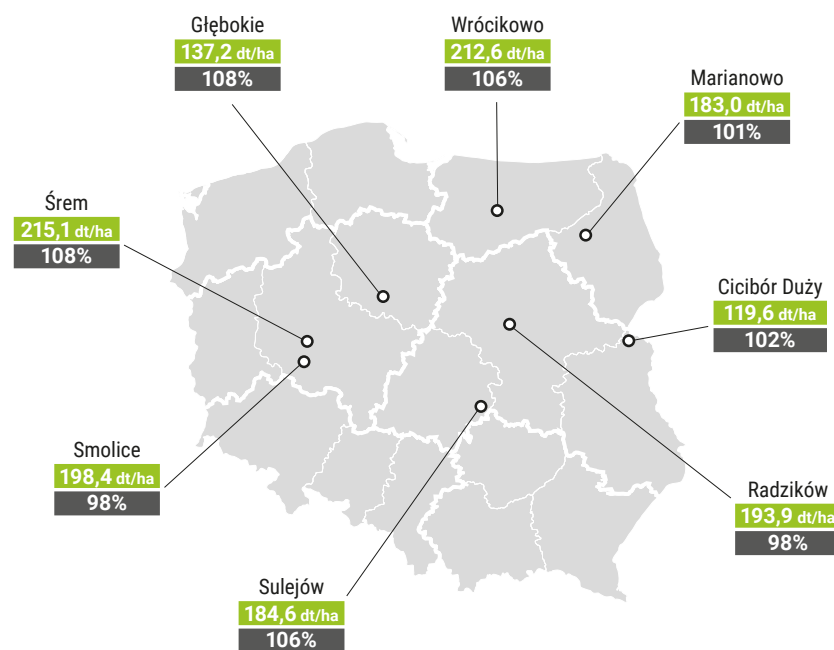 Głębokie
137,2 dt/ha
108%
Wrócikowo
212,6 dt/ha
106%
Marianowo
183,0 dt/ha
101%
Śrem
215,1 dt/ha
108%
Cicibór Duży
119,6 dt/ha
102%
Smolice
198,4 dt/ha
98%
Radzików
193,9 dt/ha
98%
Sulejów
184,6 dt/ha
106%